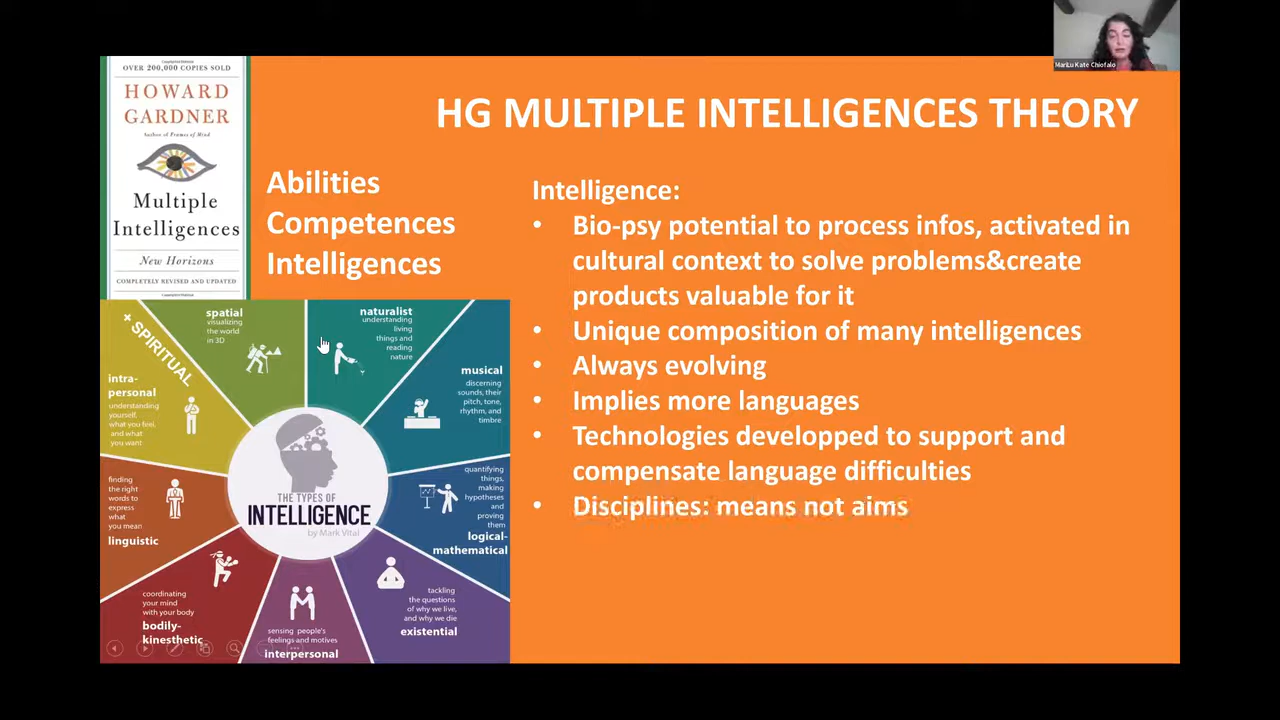 MariLu Kate Chiofalo
OVER 200,000 COPIES SOLD
HOWARD
GARDNER
Author of Frames of Mind
Multiple
Intelligences
New Horizons
COMPLETELY REVISED AND UPDATED
HG MULTIPLE INTELLIGENCES THEORY
Abilities
Competences
Intelligences
Intelligence:
• Bio-psy potential to process infos, activated in
cultural context to solve problems&create
products valuable for it
• Unique composition of many intelligences
• Always evolving
• Implies more languages
• Technologies developped to support and
compensate language difficulties
• Disciplines: means not aims
+ SPIRITUAL
spatial
visualizing
the world
in 3D
naturalist
understanding
living
things and
reading
nature
musical
discerning
sounds, their
pitch, tone,
rhythm, and
timbre
quantifying
things,
making
hypotheses
and
proving
them
logical-
mathematical
tackling
the questions
of why we live,
and why we die
existential
sensing people's
feelings and motives
interpersonal
coordinating
your mind
with your body
bodily-
kinesthetic
finding
the right
words to
express
what
you mean
linguistic
intra-
personal
understanding
yourself,
what you feel,
and what
you want
THE TYPES OF
INTELLIGENCE
by Mark Vital